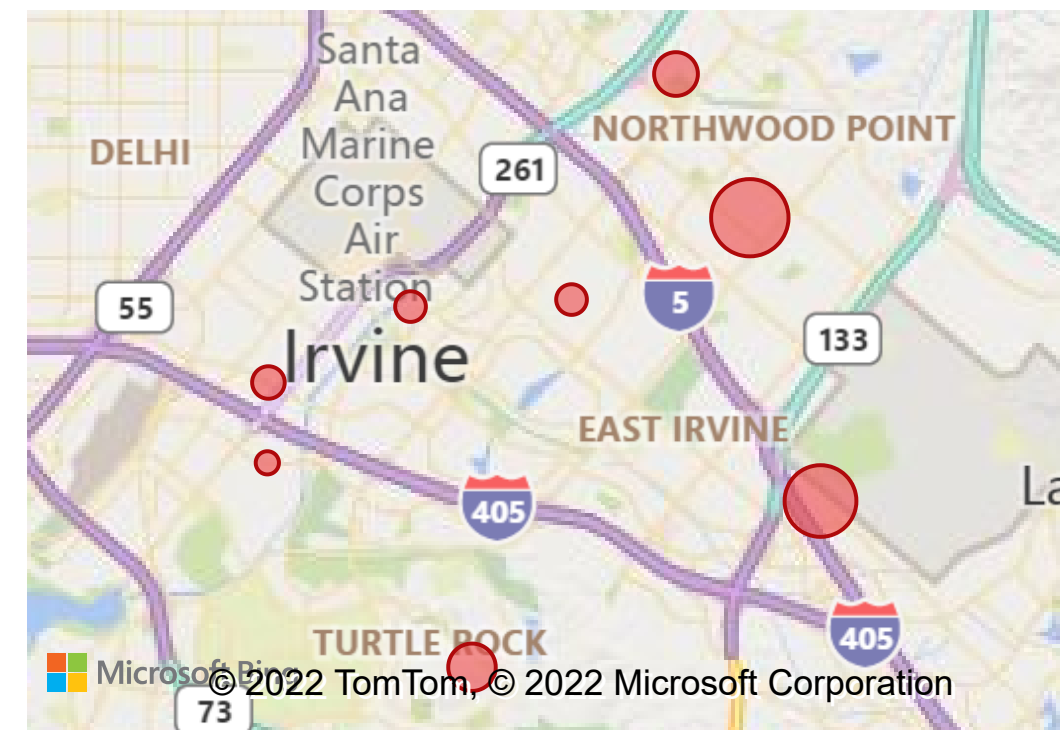 Santa
Ana
Marine
Corps
Air
Station
DELHI
NORTHWOOD POINT
261
55
5
133
Irvine
EAST IRVINE
La
405
405
TURTLE ROCK
Microsoft Bing
© 2022 TomTom, © 2022 Microsoft Corporation
73